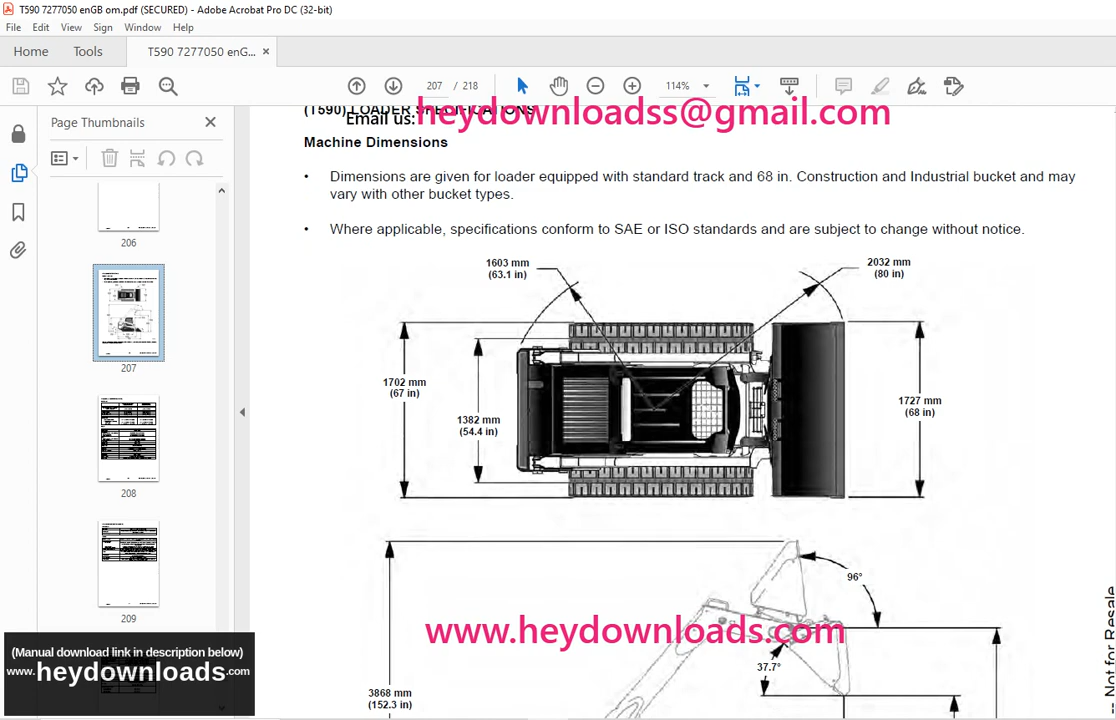 T590 7277050 enGB om.pdf (SECURED) - Adobe Acrobat Pro DC (32-bit)
File Edit View Sign Window Help
Home Tools T590 7277050 enG... ×
207 / 218 114%
Page Thumbnails
206
207
208
209
(T590) LOADER SPECIFICATIONS
Email us: heydownloadss@gmail.com
Machine Dimensions
• Dimensions are given for loader equipped with standard track and 68 in. Construction and Industrial bucket and may
vary with other bucket types.
• Where applicable, specifications conform to SAE or ISO standards and are subject to change without notice.
1603 mm
(63.1 in)
2032 mm
(80 in)
1702 mm
(67 in)
1382 mm
(54.4 in)
1727 mm
(68 in)
96°
www.heydownloads.com
37.7°
3868 mm
(152.3 in)
-- Not for Resale
(Manual download link in description below)
www.heydownloads.com